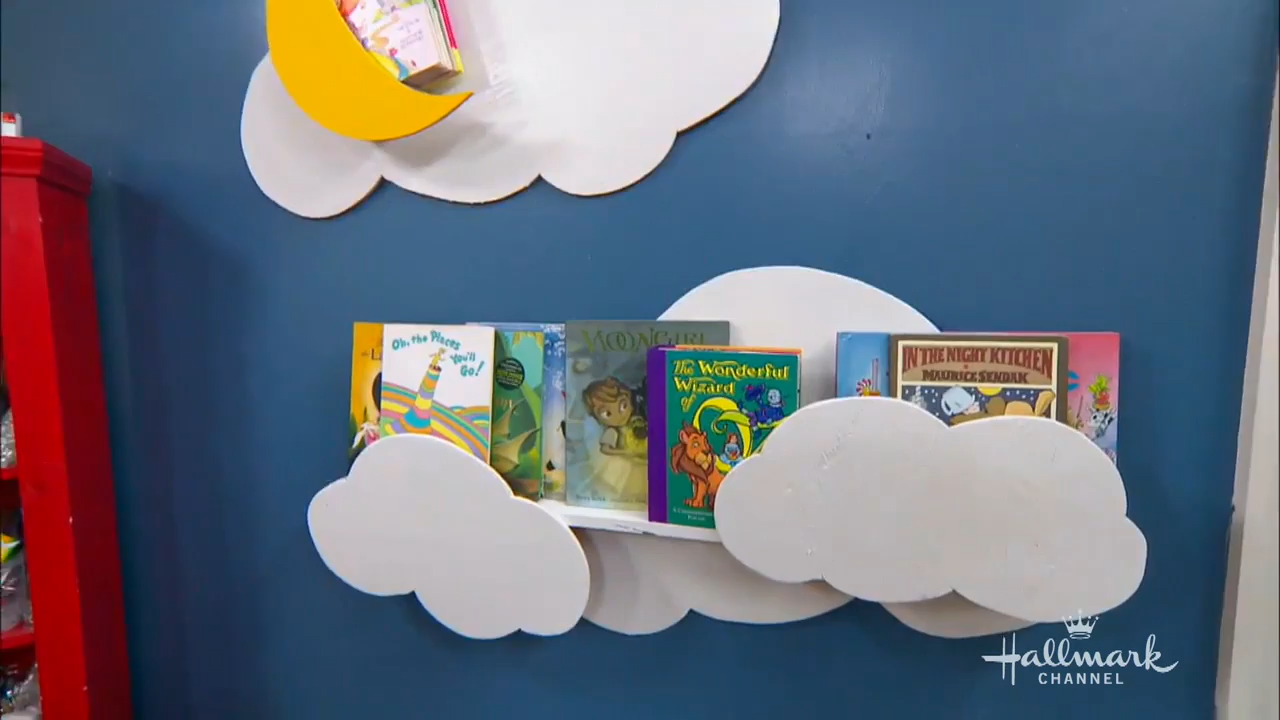 Oh, the Places
You'll
Go!
MOONGIRL
The Wonderful
Wizard
of
IN THE NIGHT KITCHEN
MAURICE SENDAK
Hallmark
CHANNEL